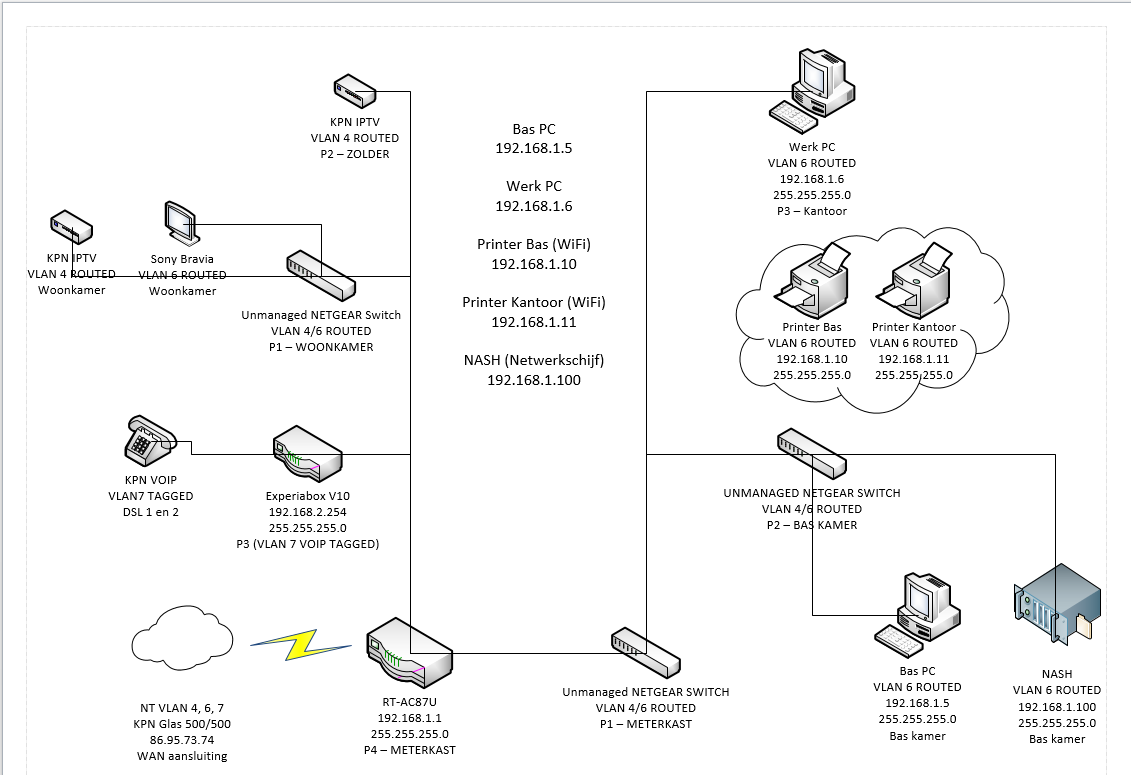 KPN IPTV
VLAN 4 ROUTED
P2 – ZOLDER
KPN IPTV
VLAN 4 ROUTED
Woonkamer
Sony Bravia
VLAN 6 ROUTED
Woonkamer
Unmanaged NETGEAR Switch
VLAN 4/6 ROUTED
P1 – WOONKAMER
KPN VOIP
VLAN7 TAGGED
DSL 1 en 2
Experiabox V10
192.168.2.254
255.255.255.0
P3 (VLAN 7 VOIP TAGGED)
NT VLAN 4, 6, 7
KPN Glas 500/500
86.95.73.74
WAN aansluiting
RT-AC87U
192.168.1.1
255.255.255.0
P4 – METERKAST
Bas PC
192.168.1.5
Werk PC
192.168.1.6
Printer Bas (WiFi)
192.168.1.10
Printer Kantoor (WiFi)
192.168.1.11
NASH (Netwerkschijf)
192.168.1.100
Unmanaged NETGEAR SWITCH
VLAN 4/6 ROUTED
P1 – METERKAST
Werk PC
VLAN 6 ROUTED
192.168.1.6
255.255.255.0
P3 – Kantoor
Printer Bas
VLAN 6 ROUTED
192.168.1.10
255.255.255.0
Printer Kantoor
VLAN 6 ROUTED
192.168.1.11
255.255.255.0
UNMANAGED NETGEAR SWITCH
VLAN 4/6 ROUTED
P2 – BAS KAMER
Bas PC
VLAN 6 ROUTED
192.168.1.5
255.255.255.0
Bas kamer
NASH
VLAN 6 ROUTED
192.168.1.100
255.255.255.0
Bas kamer